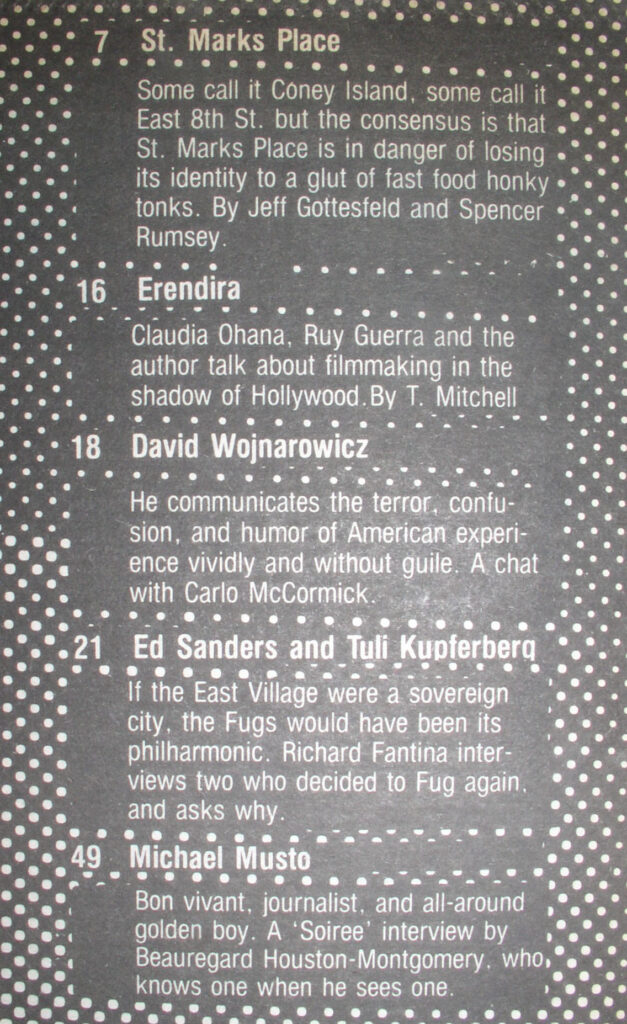 7 St. Marks Place
Some call it Coney Island, some call it
East 8th St. but the consensus is that
St. Marks Place is in danger of losing
its identity to a glut of fast food honky
tonks. By Jeff Gottesfeld and Spencer
Rumsey.
16 Erendira
Claudia Ohana, Ruy Guerra and the
author talk about filmmaking in the
shadow of Hollywood.By T. Mitchell
18 David Wojnarowicz
He communicates the terror, confu-
sion, and humor of American experi-
ence vividly and without guile. A chat
with Carlo McCormick.
21 Ed Sanders and Tuli Kupferberg
If the East Village were a sovereign
city, the Fugs would have been its
philharmonic. Richard Fantina inter-
views two who decided to Fug again,
and asks why.
49 Michael Musto
Bon vivant, journalist, and all-around
golden boy. A 'Soiree' interview by
Beauregard Houston-Montgomery, who
knows one when he sees one.